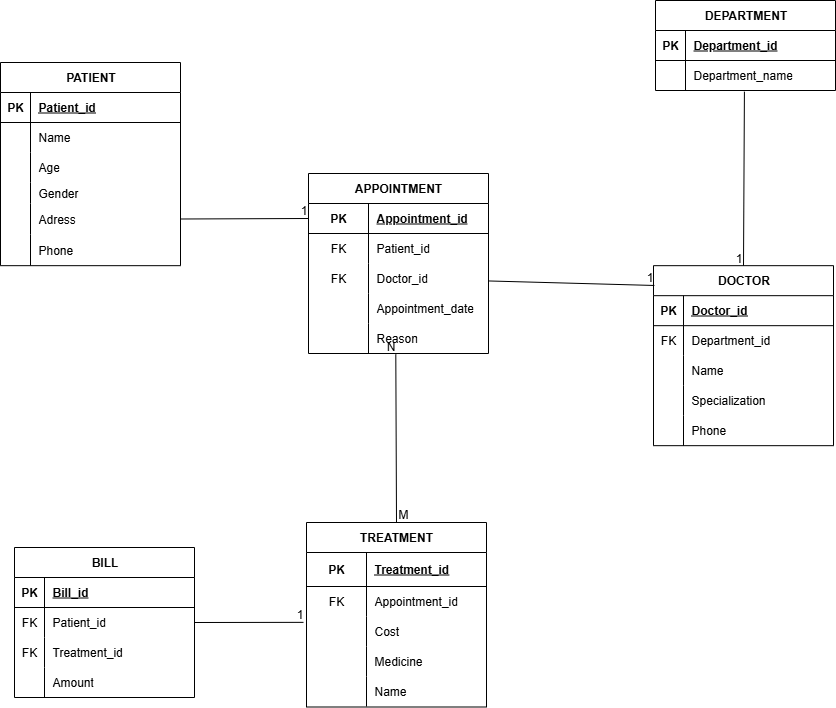 DEPARTMENT
PK Department_id
Department_name
PATIENT
PK Patient_id
Name
Age
Gender
Adress
Phone
1
APPOINTMENT
PK Appointment_id
FK Patient_id
FK Doctor_id
Appointment_date
Reason
N
1
1
DOCTOR
PK Doctor_id
FK Department_id
Name
Specialization
Phone
M
TREATMENT
PK Treatment_id
FK Appointment_id
Cost
Medicine
Name
BILL
PK Bill_id
FK Patient_id
FK Treatment_id
Amount
1